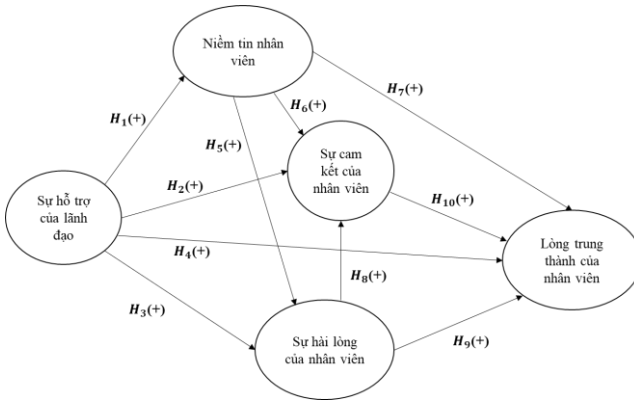 Niềm tin nhân
viên
H₇(+)
H₁(+)
H₆(+)
H₅(+)
Sự cam
kết của
nhân viên
H₂(+)
Sự hỗ trợ
của lãnh
đạo
H₁₀(+)
H₄(+)
Lòng trung
thành của
nhân viên
H₈(+)
H₃(+)
Sự hài lòng
của nhân viên
H₉(+)